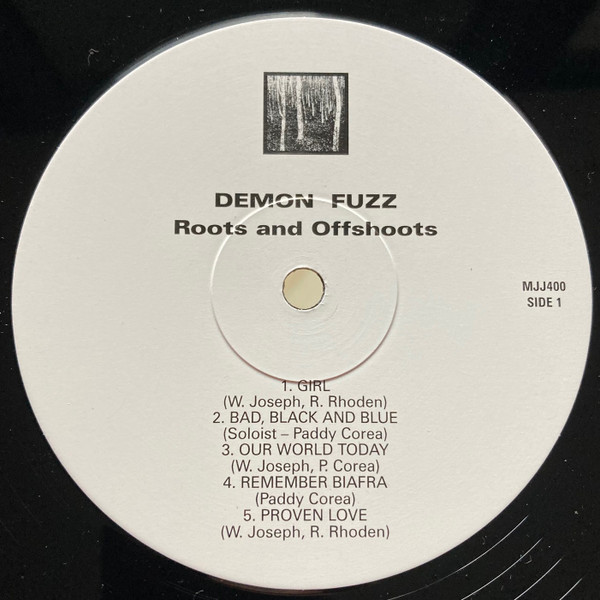 DEMON FUZZ
Roots and Offshoots
MJJ400
SIDE 1
1. GIRL
(W. Joseph, R. Rhoden)
2. BAD, BLACK AND BLUE
(Soloist – Paddy Corea)
3. OUR WORLD TODAY
(W. Joseph, P. Corea)
4. REMEMBER BIAFRA
(Paddy Corea)
5. PROVEN LOVE
(W. Joseph, R. Rhoden)